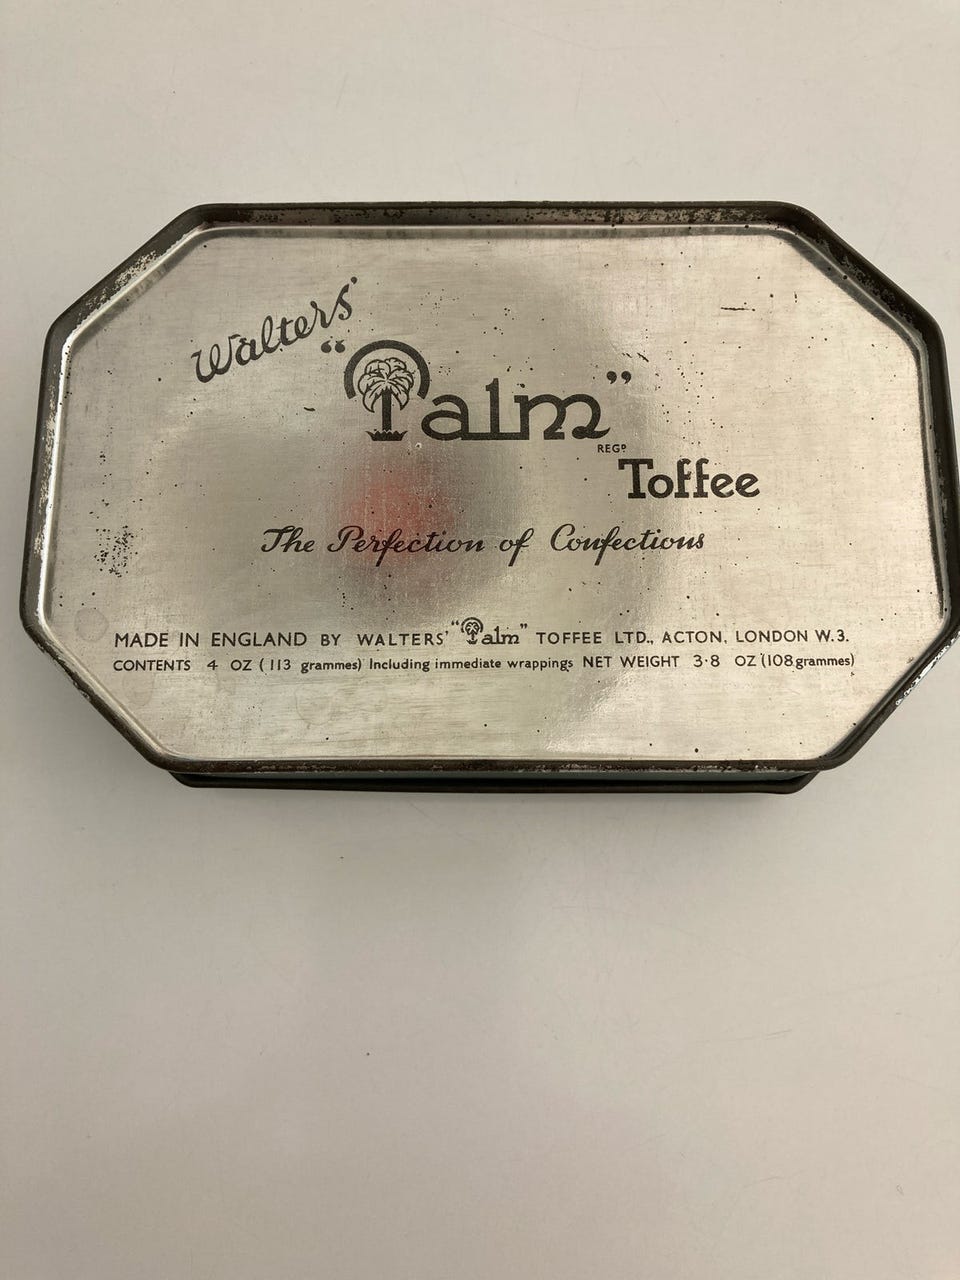 Walters'
"Palm"
REGD
Toffee
The Perfection of Confections
MADE IN ENGLAND BY WALTERS' "Palm" TOFFEE LTD., ACTON, LONDON W.3.
CONTENTS 4 OZ (113 grammes) Including immediate wrappings NET WEIGHT 3·8 OZ (108 grammes)